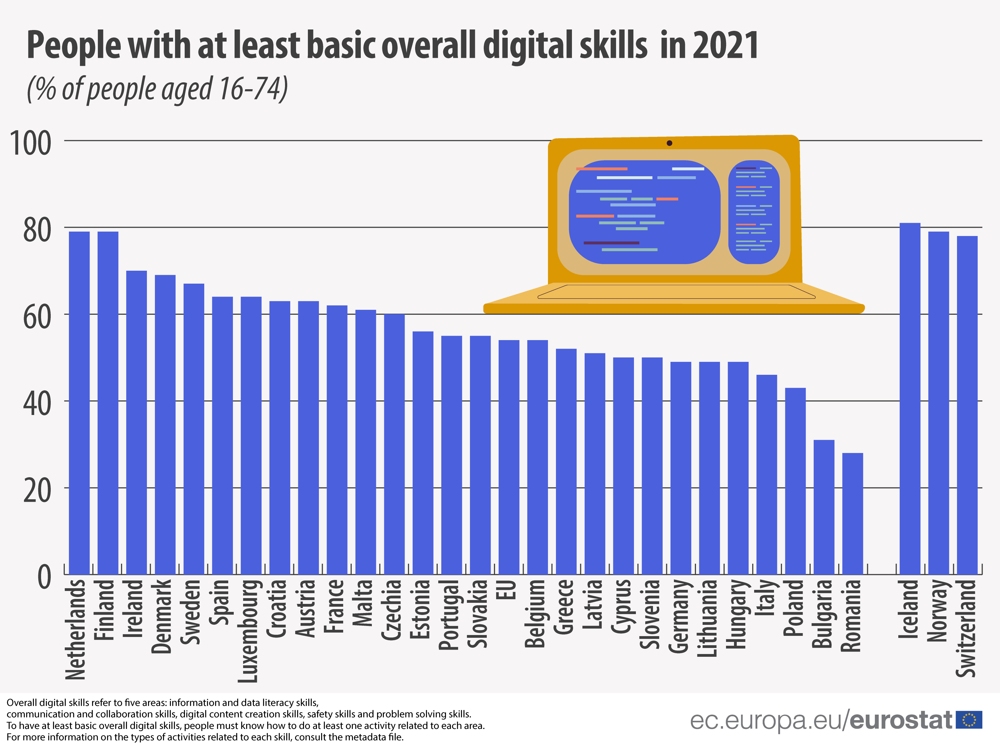 People with at least basic overall digital skills in 2021
(% of people aged 16-74)
100
80
60
40
20
0
Netherlands
Finland
Ireland
Denmark
Sweden
Spain
Luxembourg
Croatia
Austria
France
Malta
Czechia
Estonia
Portugal
Slovakia
EU
Belgium
Greece
Latvia
Cyprus
Slovenia
Germany
Lithuania
Hungary
Italy
Poland
Bulgaria
Romania
Iceland
Norway
Switzerland
Overall digital skills refer to five areas: information and data literacy skills,
communication and collaboration skills, digital content creation skills, safety skills and problem solving skills.
To have at least basic overall digital skills, people must know how to do at least one activity related to each area.
For more information on the types of activities related to each skill, consult the metadata file.
ec.europa.eu/eurostat